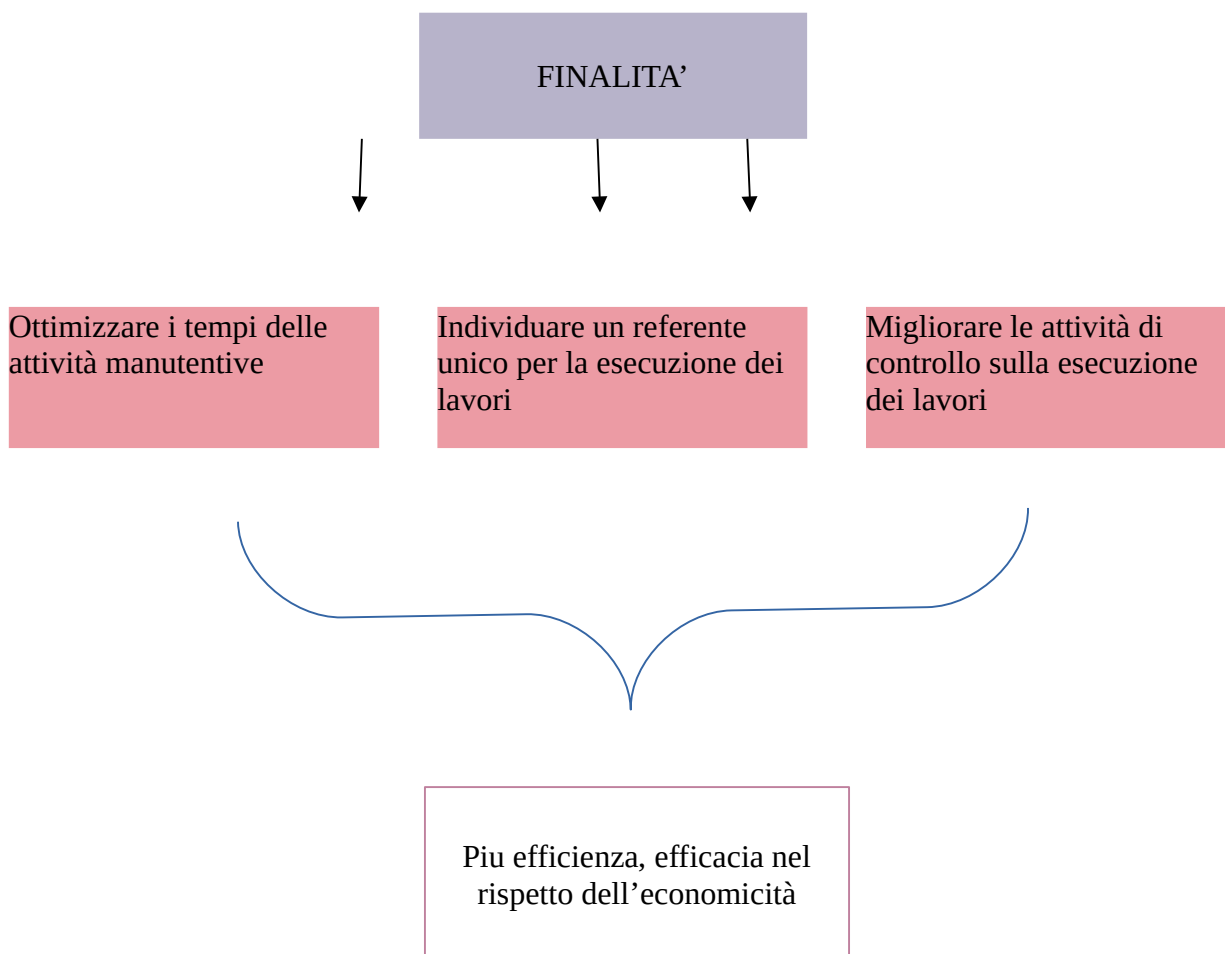 FINALITA’
Ottimizzare i tempi delle
attività manutentive
Individuare un referente
unico per la esecuzione dei
lavori
Migliorare le attività di
controllo sulla esecuzione
dei lavori
Piu efficienza, efficacia nel
rispetto dell’economicità